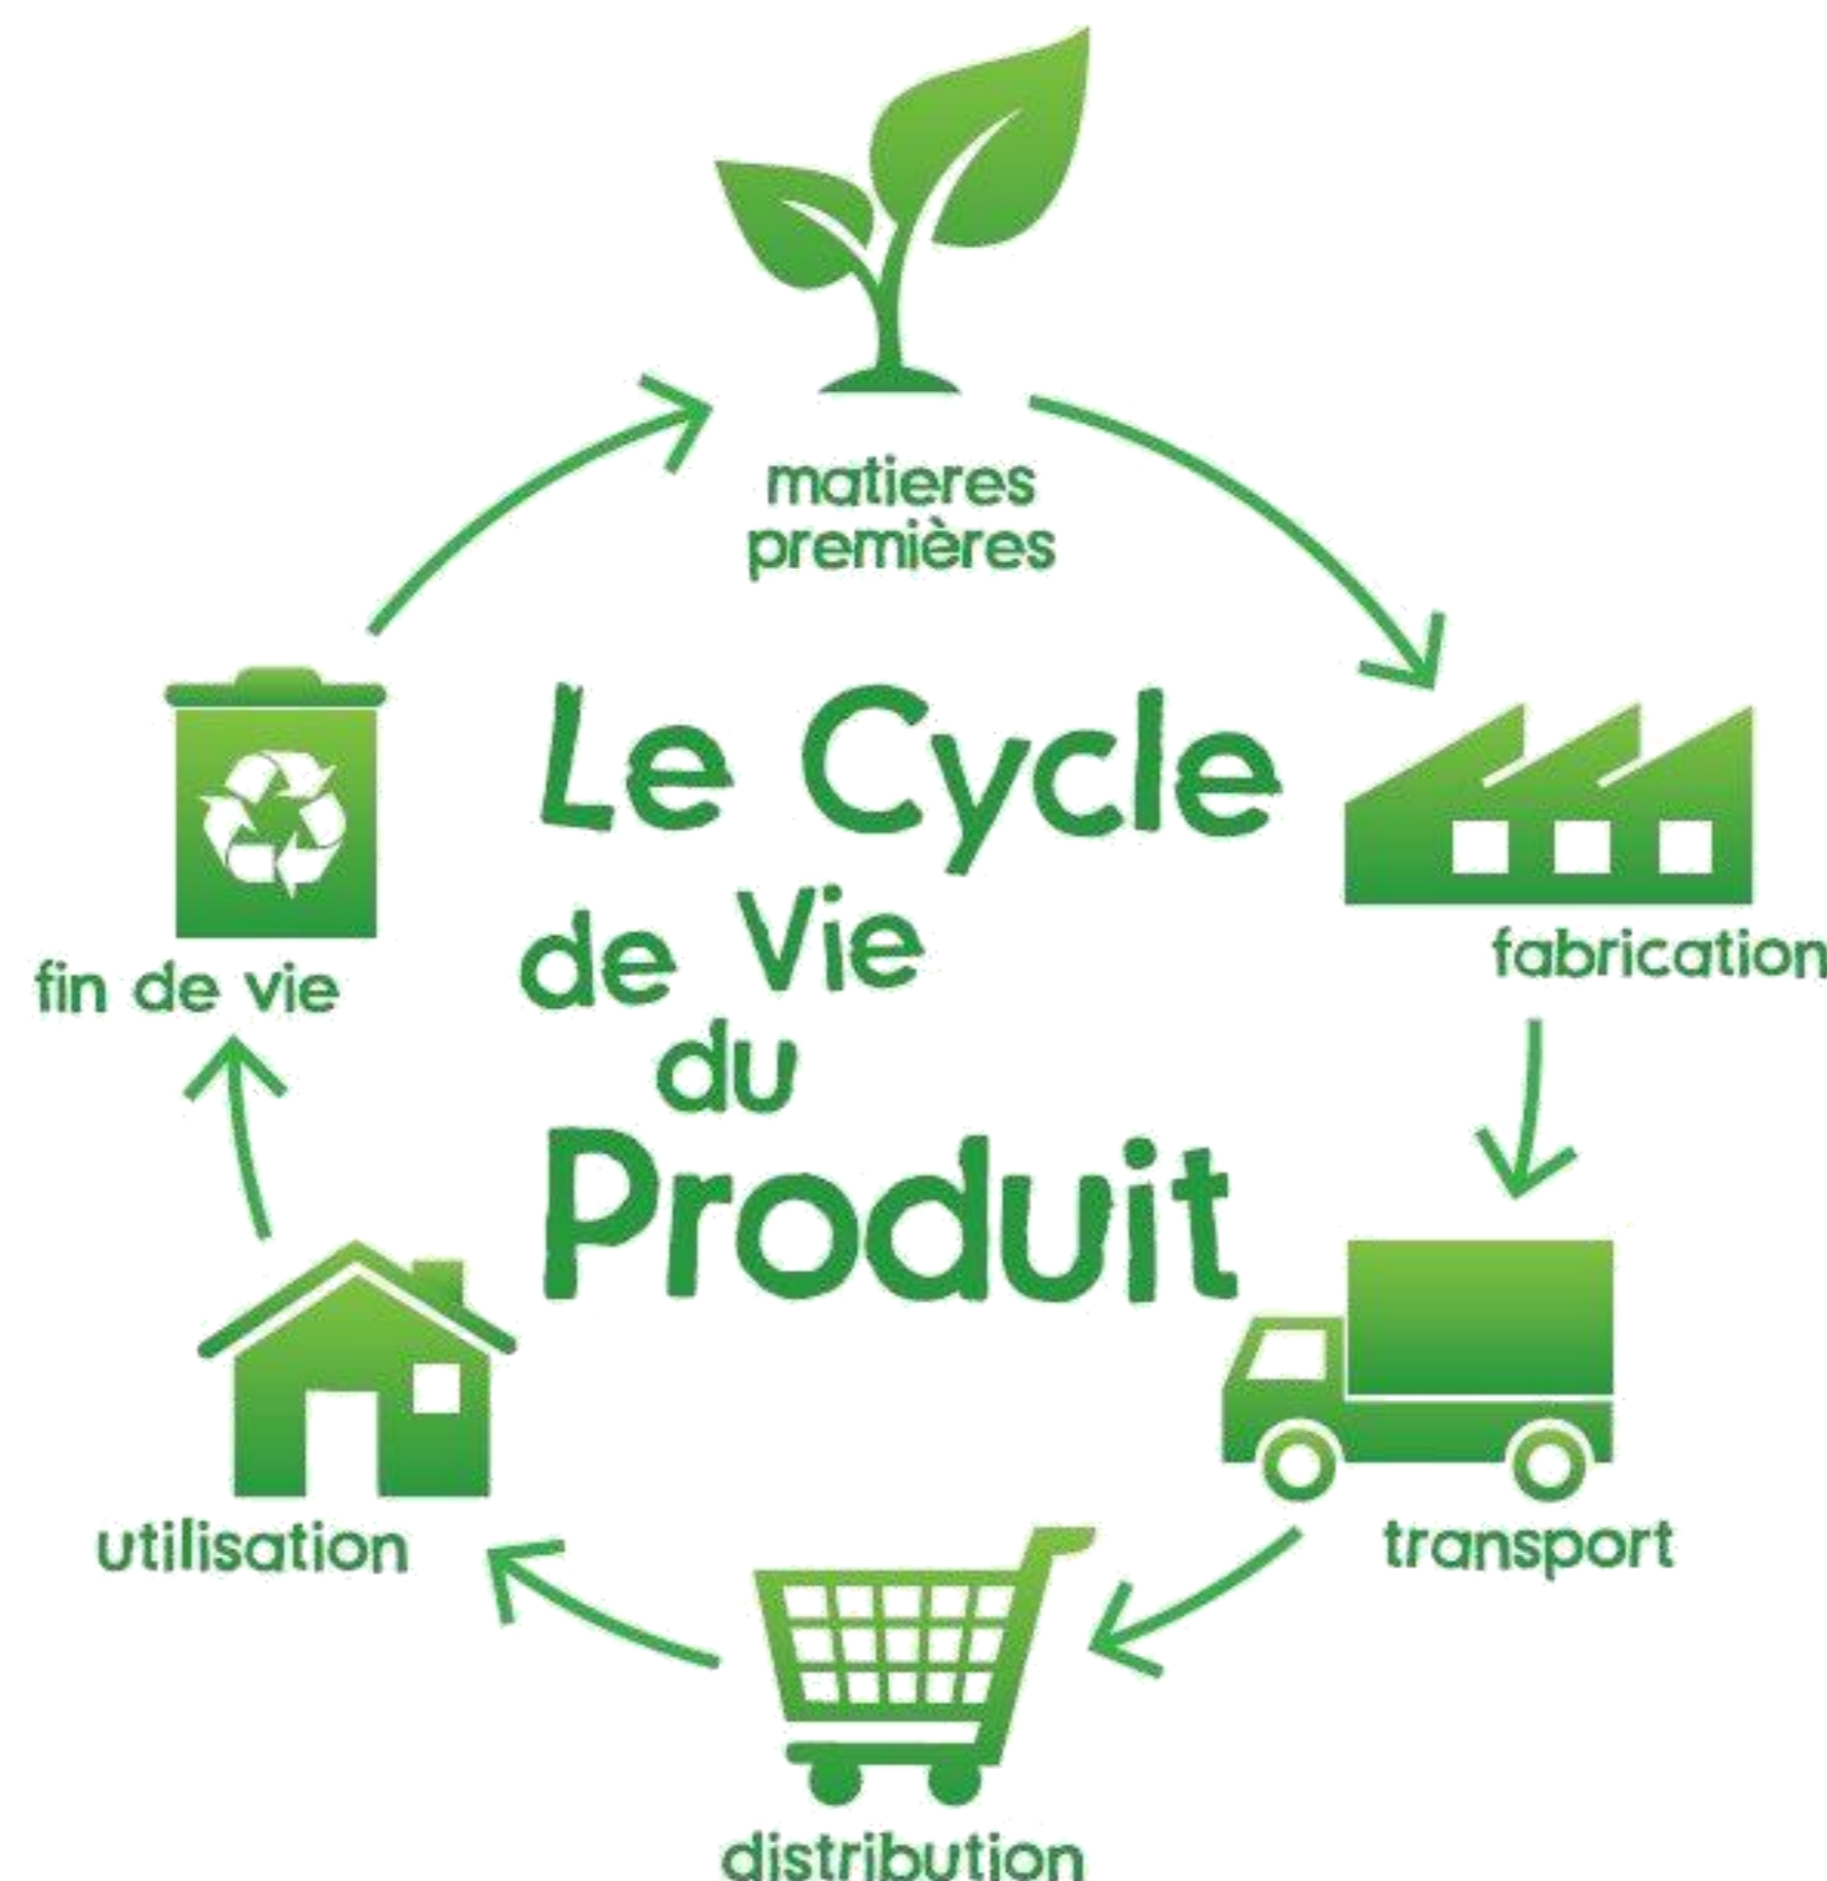 matieres
premières
Le Cycle
de Vie
du
Produit
fabrication
transport
distribution
utilisation
fin de vie